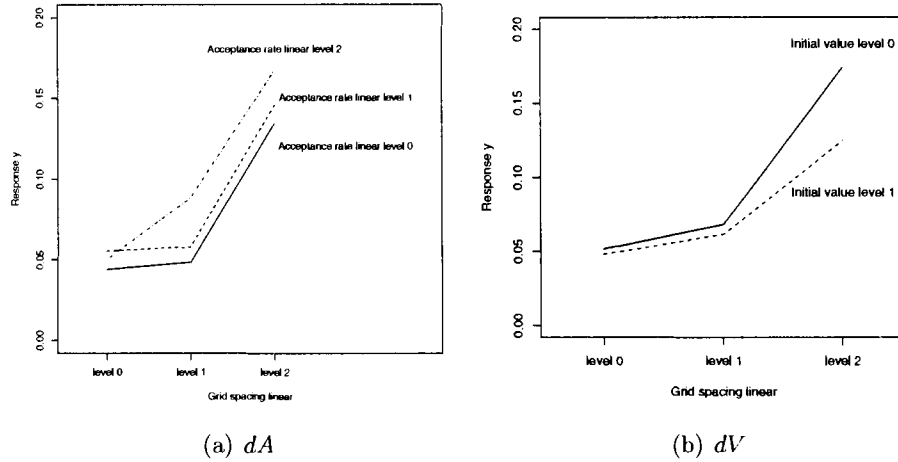 0.20
0.15
0.10
0.05
0.00
Response y
Acceptance rate linear level 2
Acceptance rate linear level 1
Acceptance rate linear level 0
level 0 level 1 level 2
Grid spacing linear
(a) dA
0.20
0.15
0.10
0.05
0.00
Response y
Initial value level 0
Initial value level 1
level 0 level 1 level 2
Grid spacing linear
(b) dV